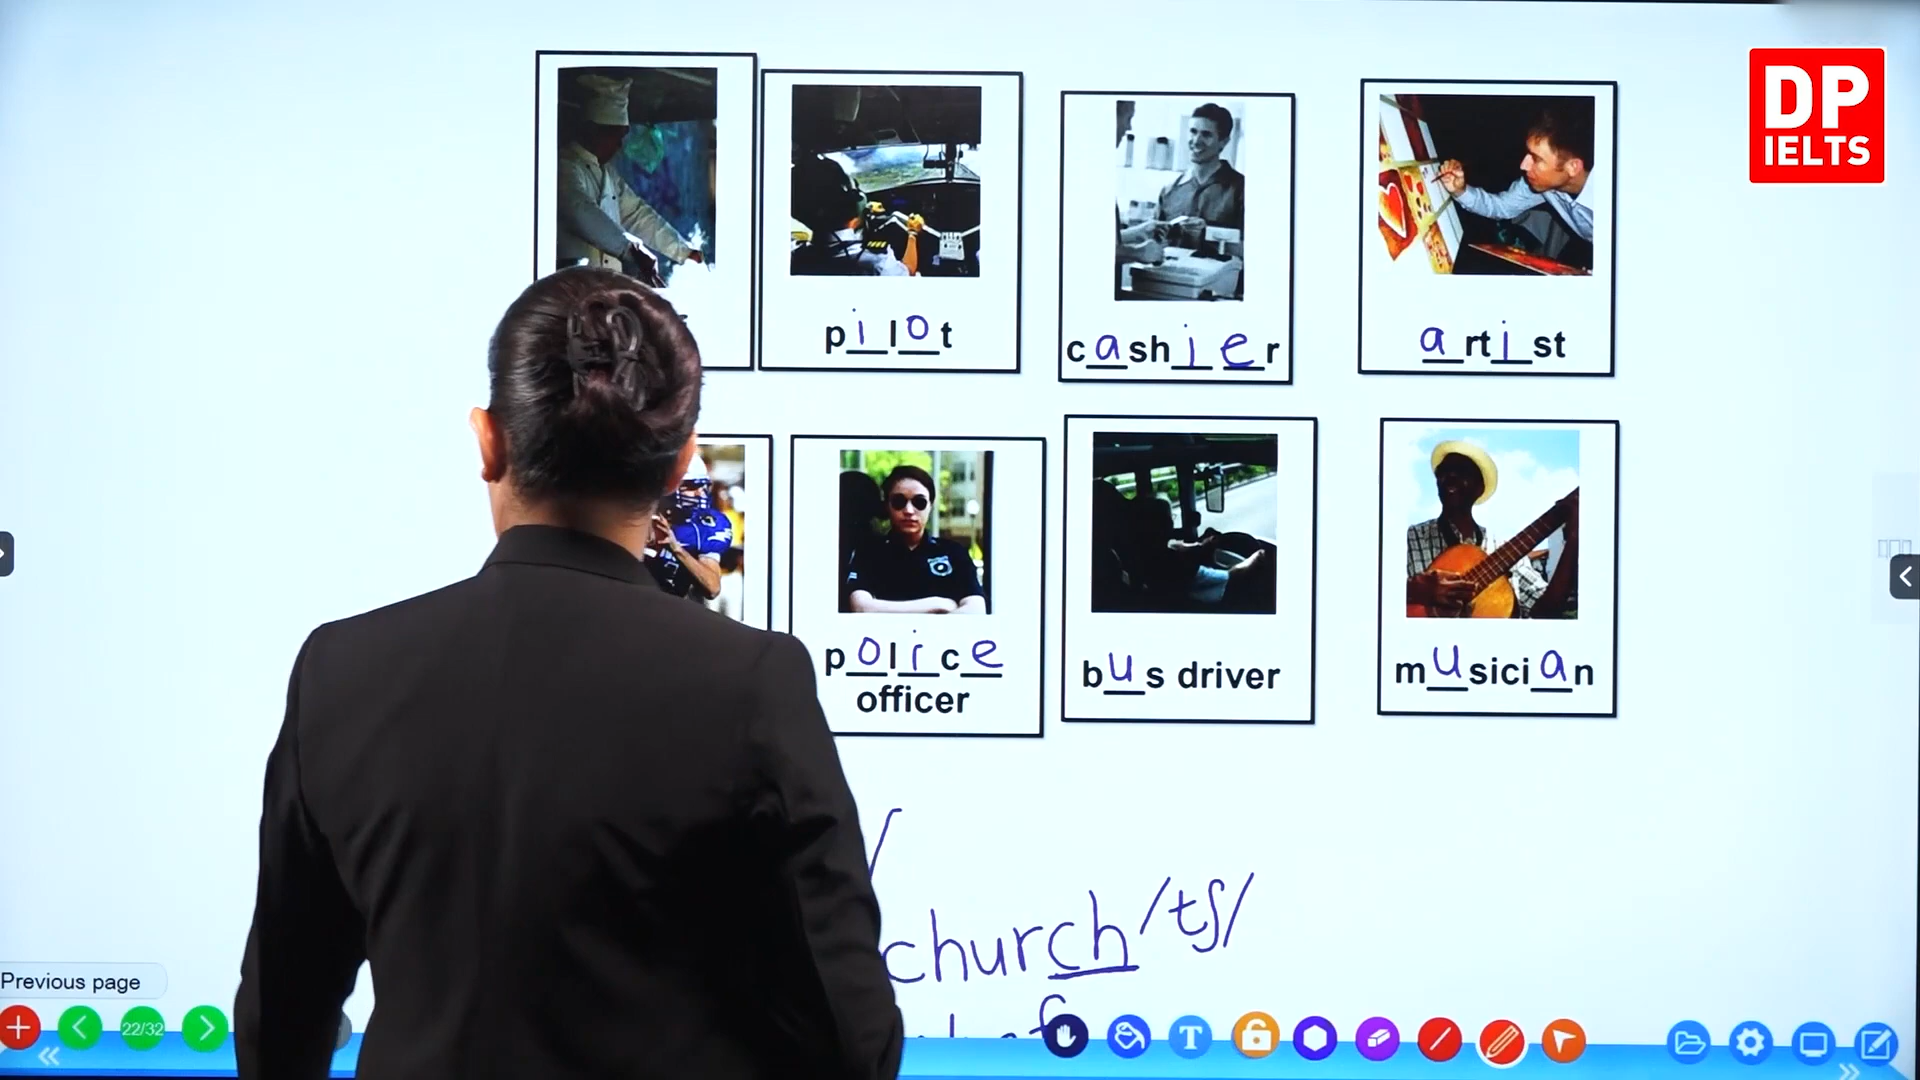 DP
IELTS
pilot
cashier
artist
police
officer
bus driver
musician
church /tʃ/
Previous page
22/32
T